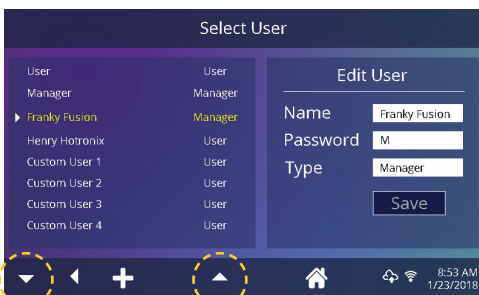 Select User
User User
Manager Manager
Franky Fusion Manager
Henry Hotronix User
Custom User 1 User
Custom User 2 User
Custom User 3 User
Custom User 4 User
Edit User
Name Franky Fusion
Password M
Type Manager
Save
8:53 AM
1/23/2018